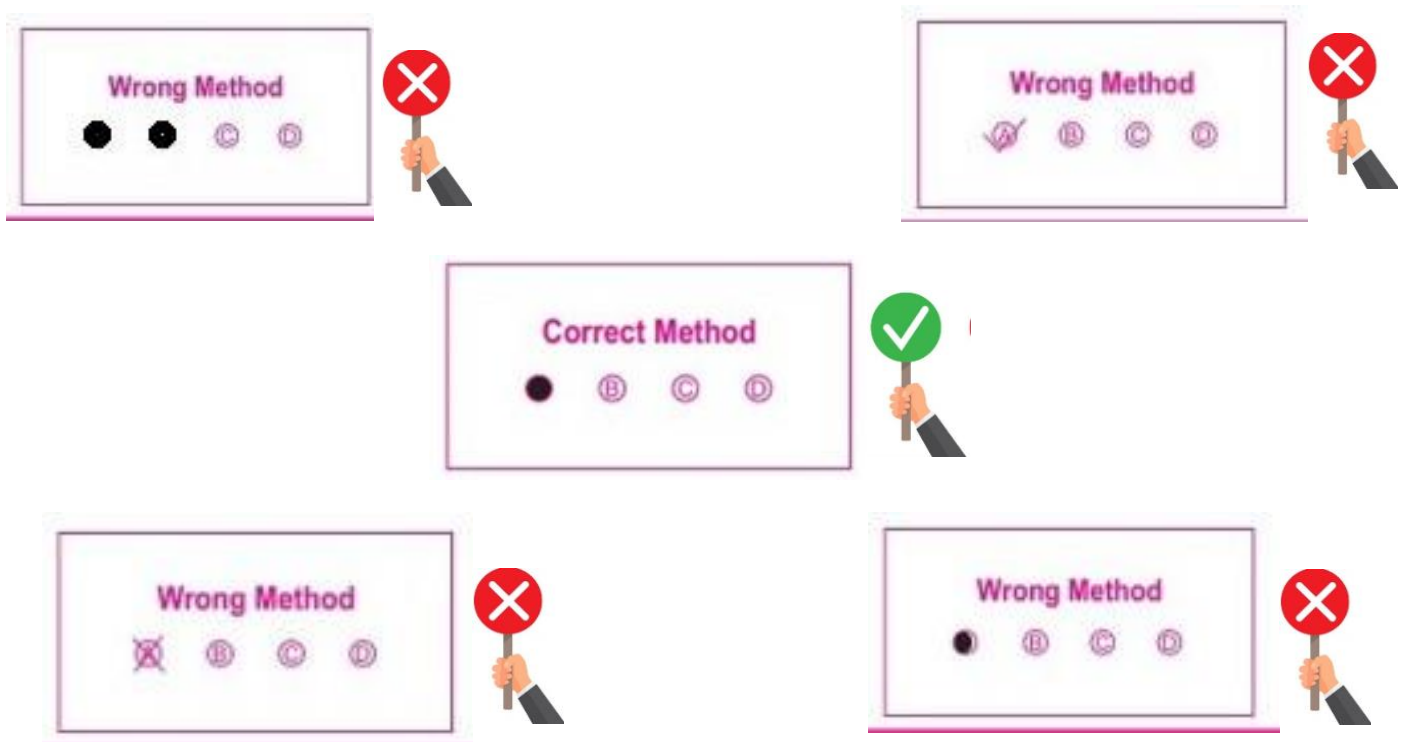 Wrong Method
Ⓒ Ⓓ
Wrong Method
Ⓐ Ⓑ Ⓒ Ⓓ
Correct Method
Ⓑ Ⓒ Ⓓ
Wrong Method
Ⓐ Ⓑ Ⓒ Ⓓ
Wrong Method
Ⓑ Ⓒ Ⓓ